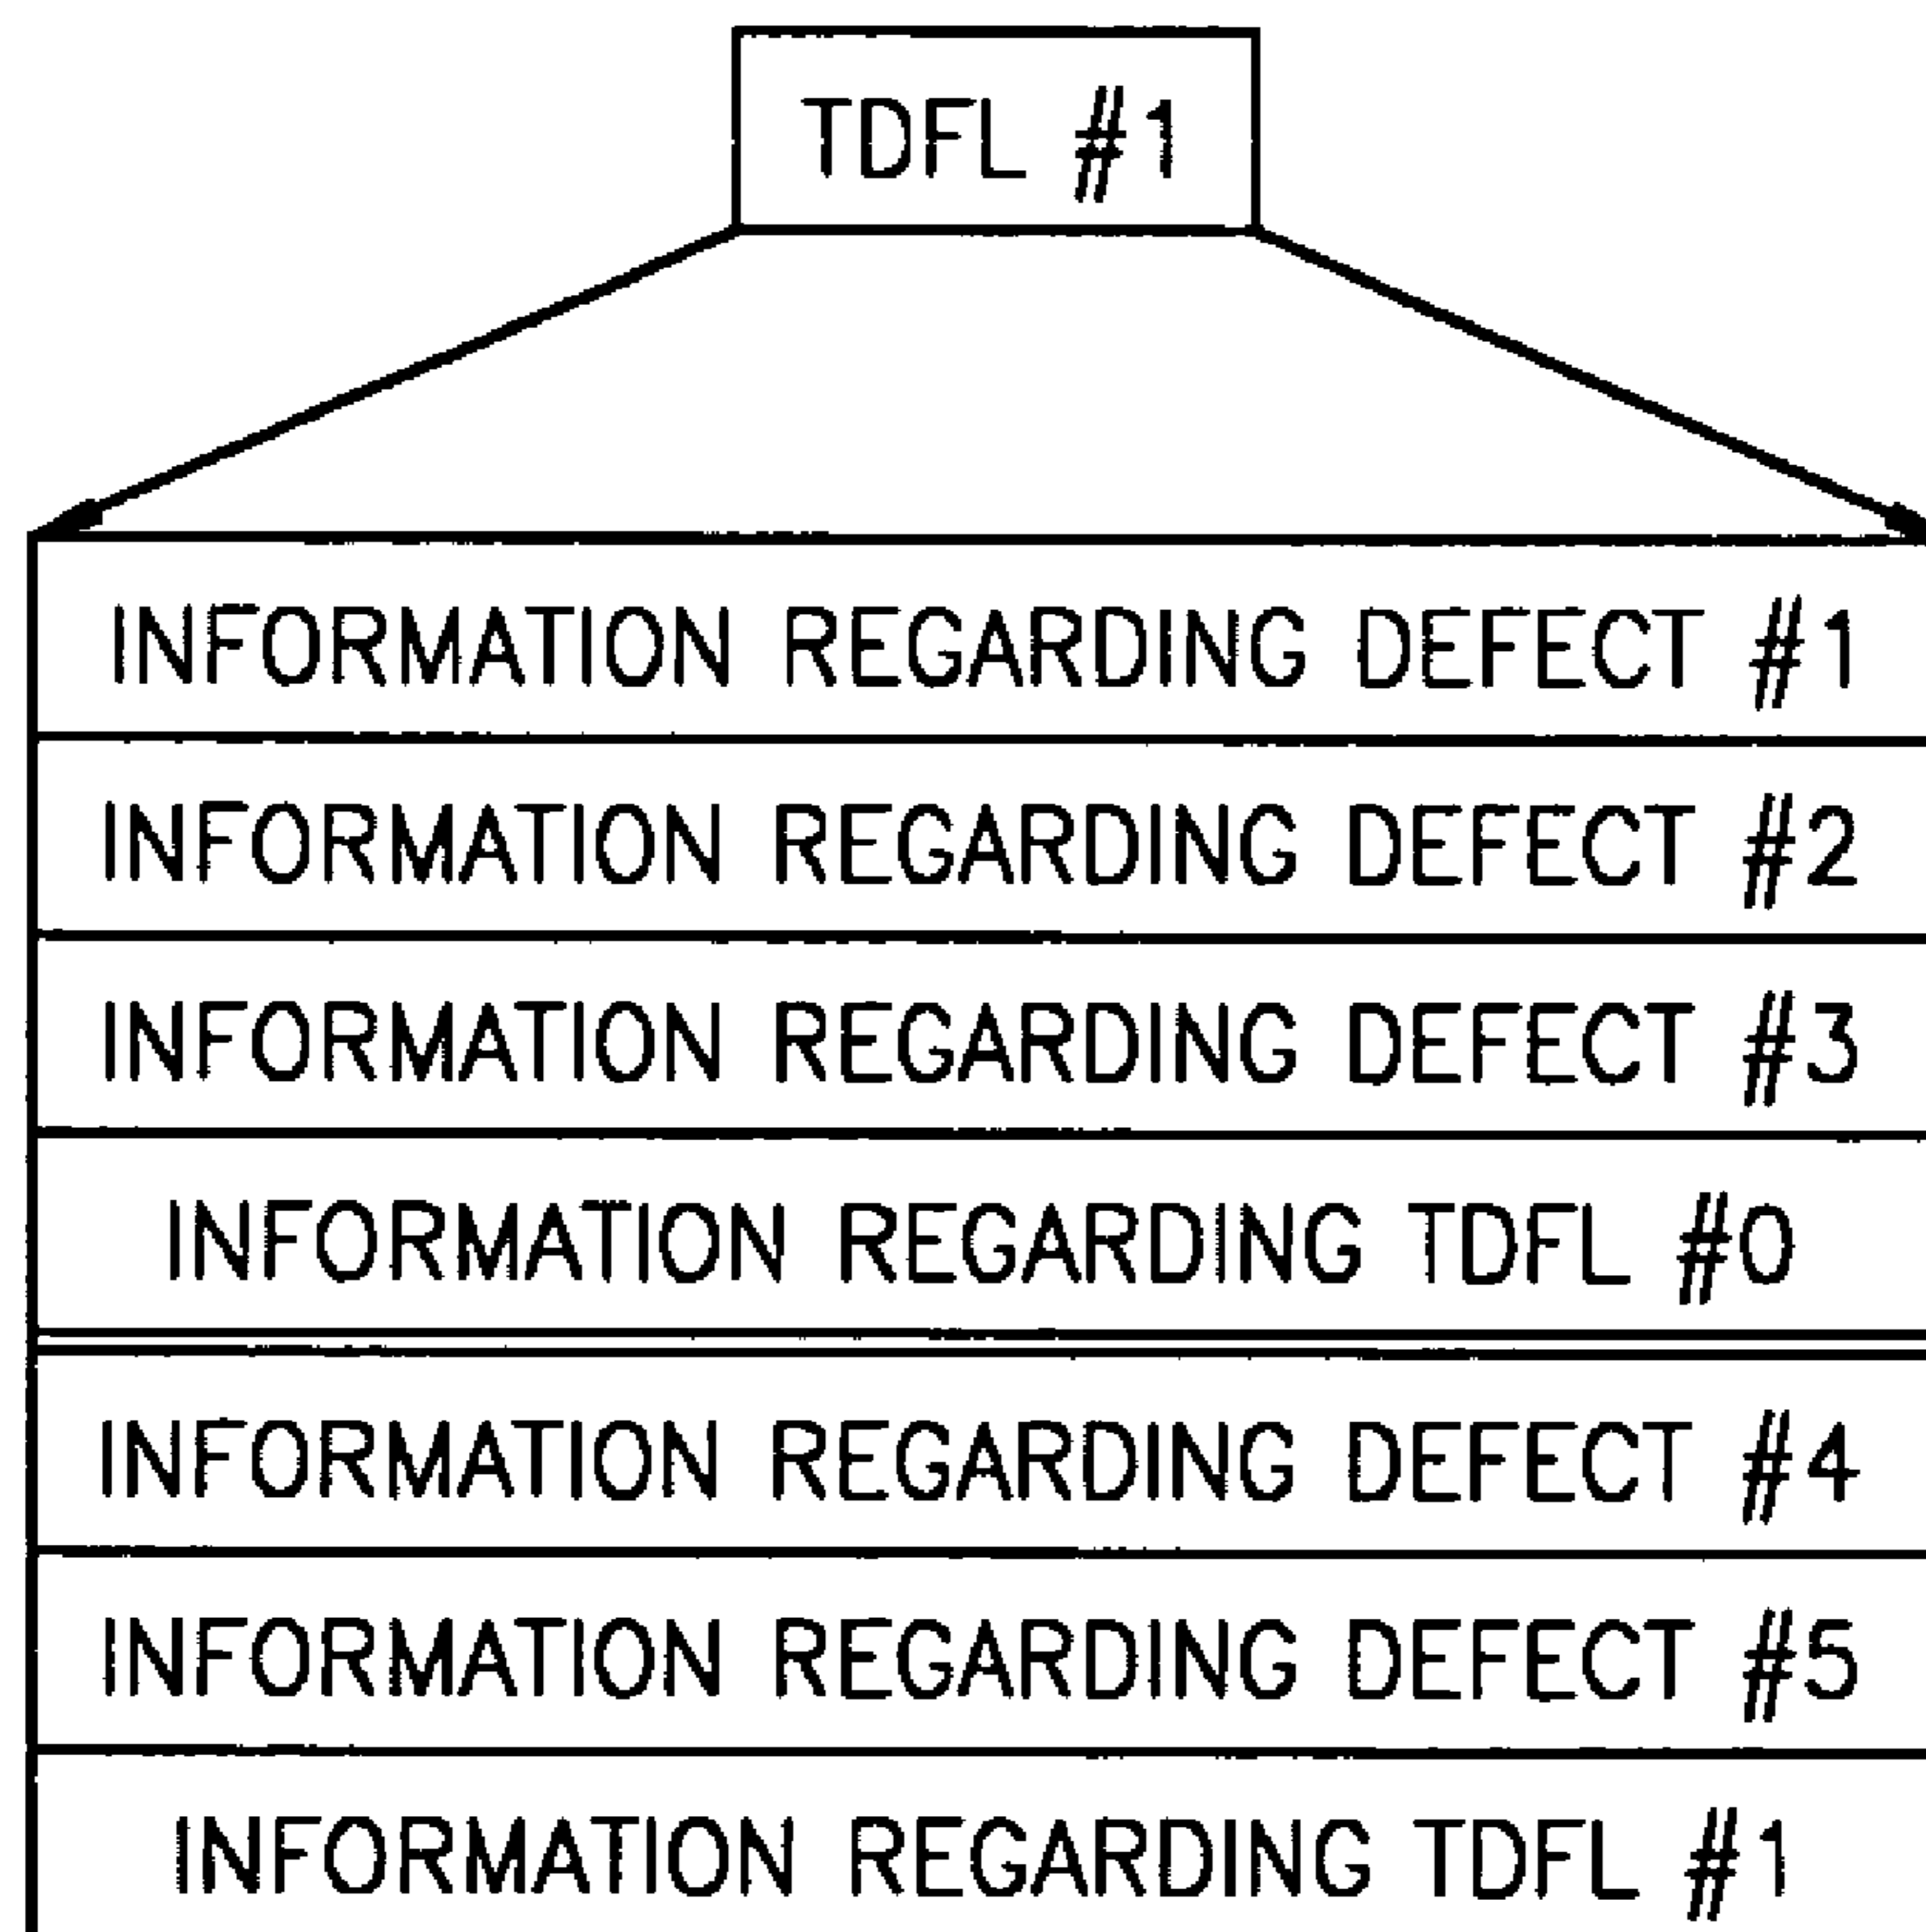 TDFL #1
INFORMATION REGARDING DEFECT #1
INFORMATION REGARDING DEFECT #2
INFORMATION REGARDING DEFECT #3
INFORMATION REGARDING TDFL #0
INFORMATION REGARDING DEFECT #4
INFORMATION REGARDING DEFECT #5
INFORMATION REGARDING TDFL #1